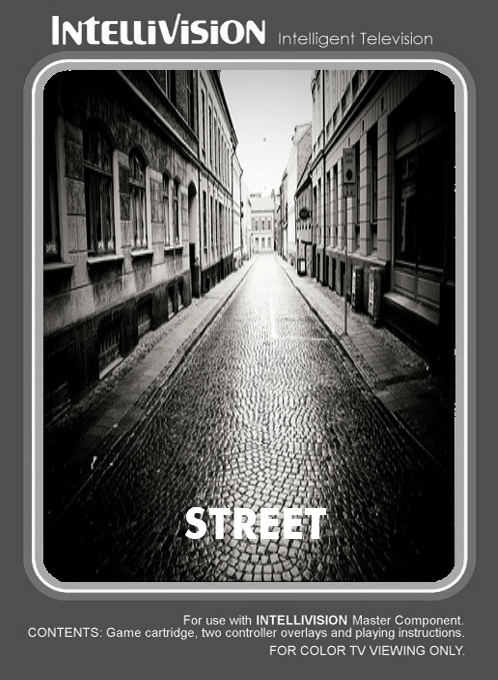 INTELLIVISION Intelligent Television
STREET
For use with INTELLIVISION Master Component.
CONTENTS: Game cartridge, two controller overlays and playing instructions.
FOR COLOR TV VIEWING ONLY.